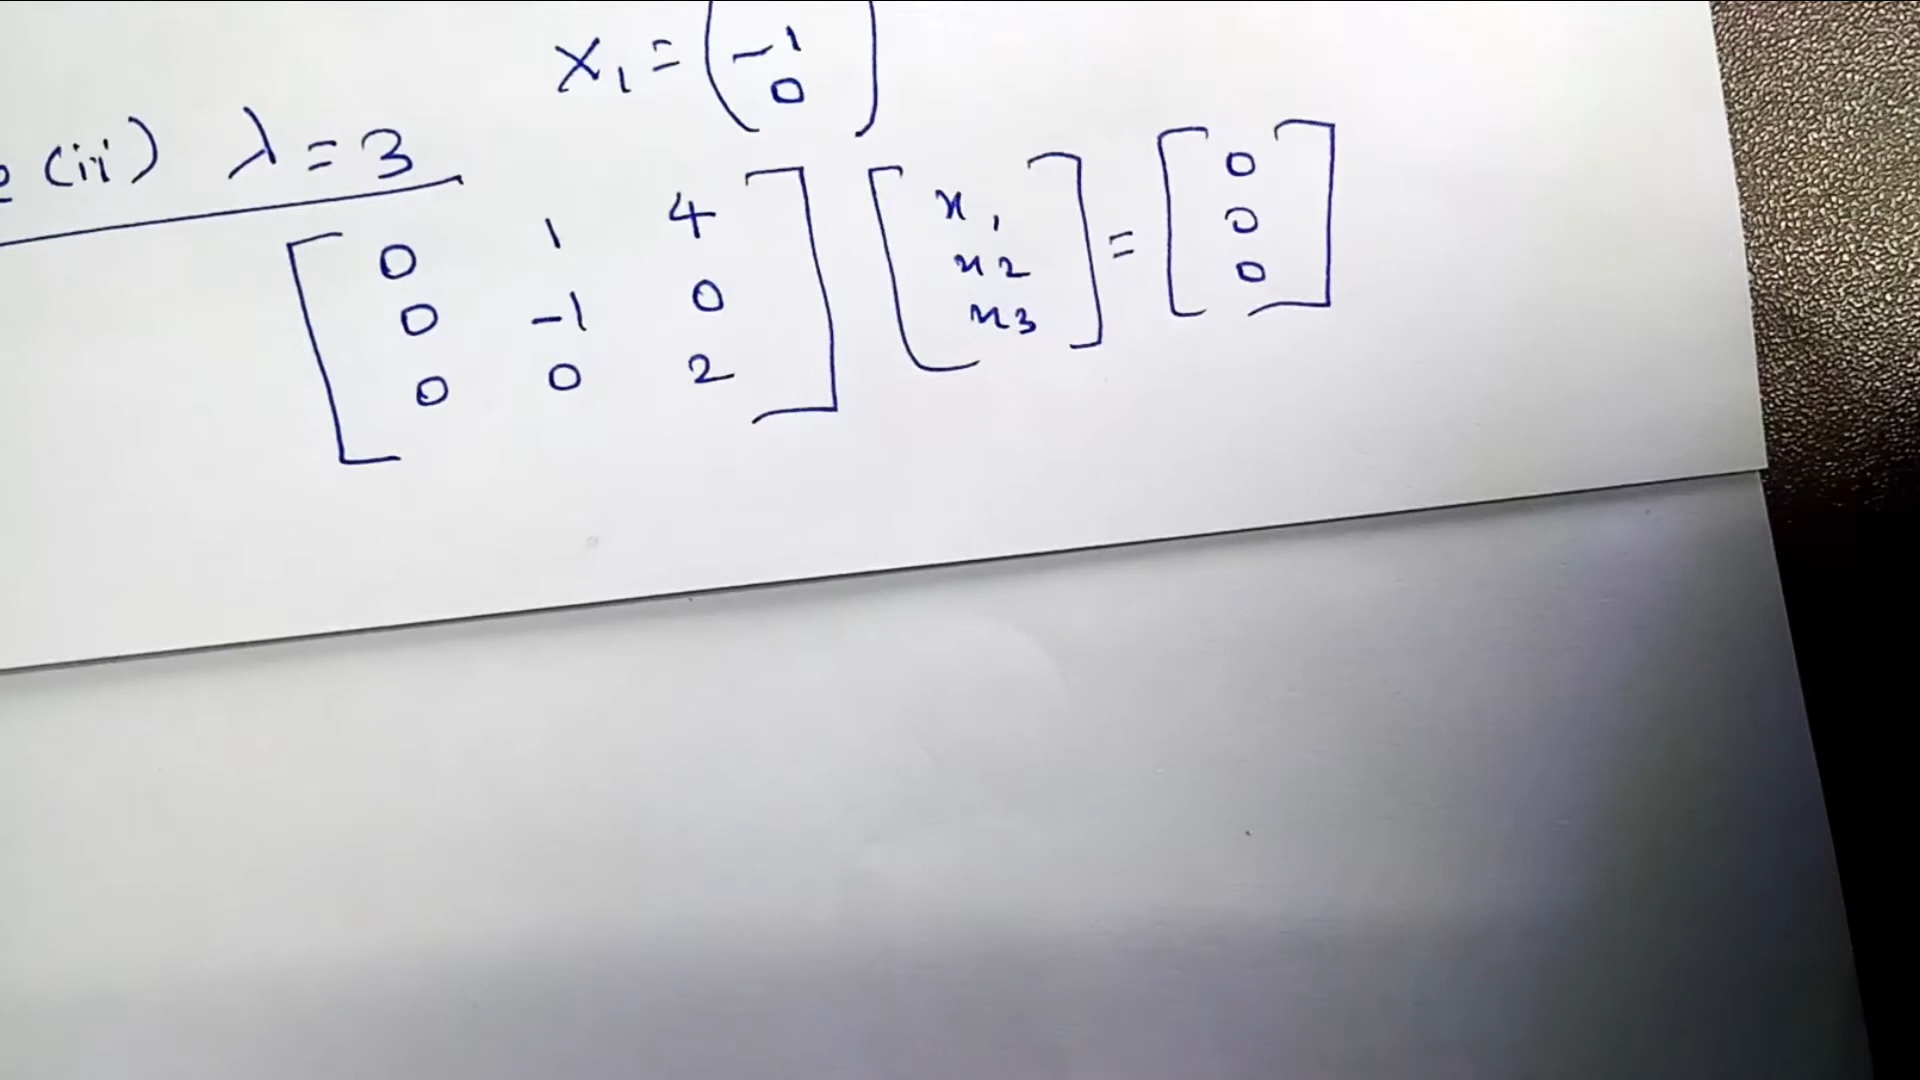 X₁ = ( -1
0 )
(ii) λ = 3
[ 0 1 4 ] [ x₁ ] = [ 0 ]
[ 0 -1 0 ] [ x₂ ] [ 0 ]
[ 0 0 2 ] [ x₃ ] [ 0 ]